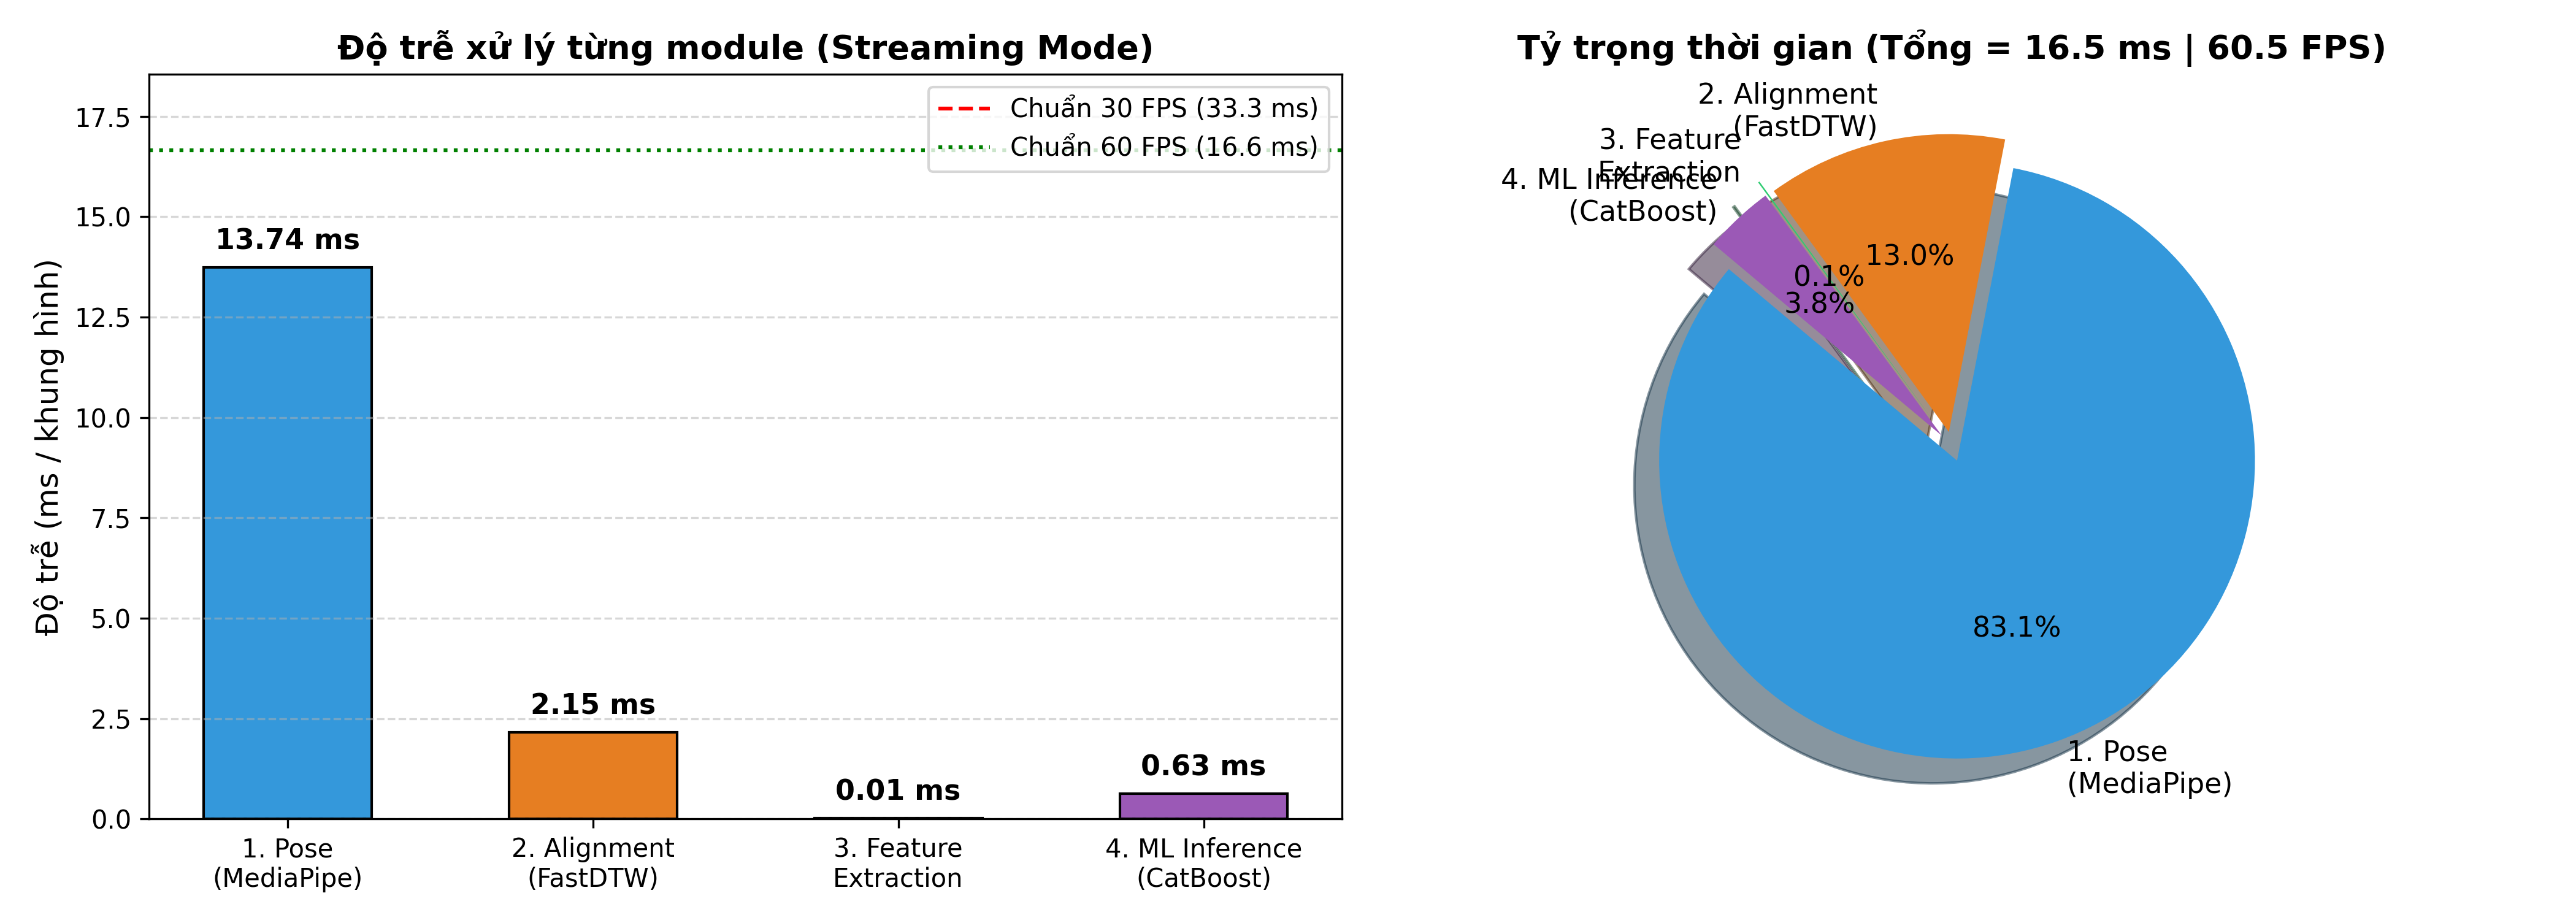 Độ trễ xử lý từng module (Streaming Mode)
Độ trễ (ms / khung hình)
17.5
15.0
12.5
10.0
7.5
5.0
2.5
0.0
Chuẩn 30 FPS (33.3 ms)
Chuẩn 60 FPS (16.6 ms)
13.74 ms
2.15 ms
0.01 ms
0.63 ms
1. Pose
(MediaPipe)
2. Alignment
(FastDTW)
3. Feature
Extraction
4. ML Inference
(CatBoost)
Tỷ trọng thời gian (Tổng = 16.5 ms | 60.5 FPS)
2. Alignment
(FastDTW)
3. Feature
Extraction
4. ML Inference
(CatBoost)
13.0%
0.1%
3.8%
83.1%
1. Pose
(MediaPipe)